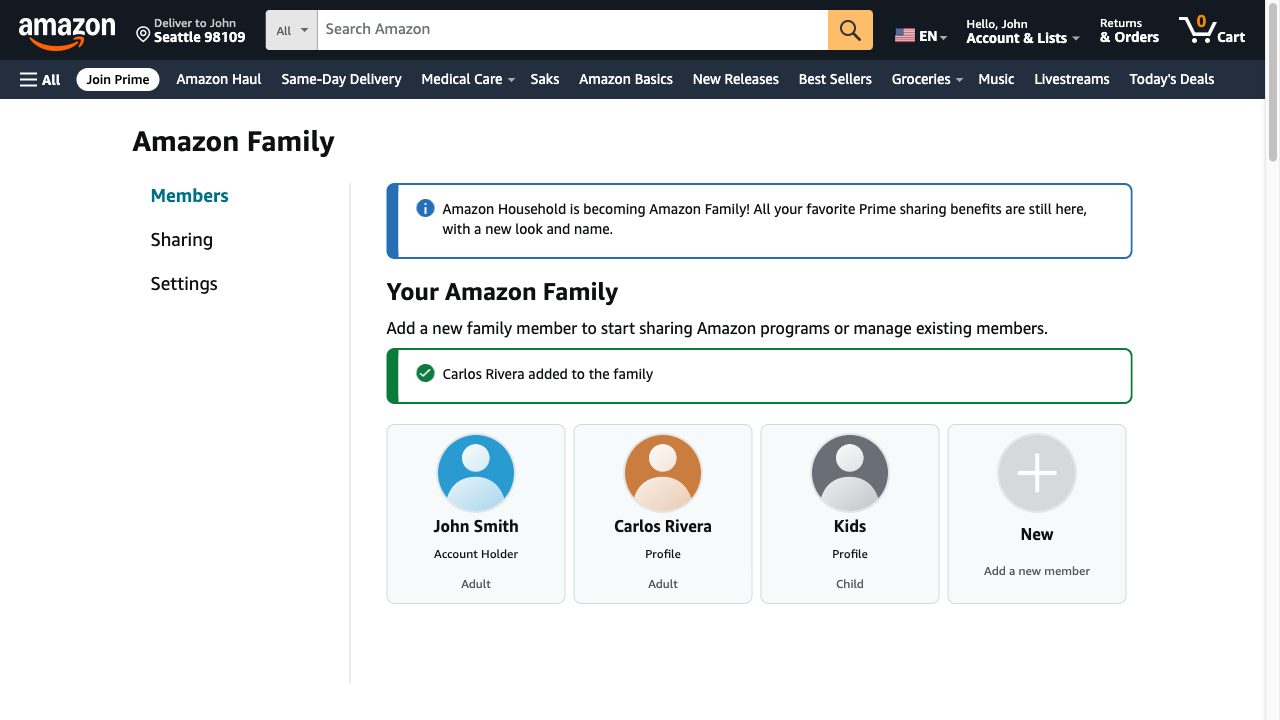 amazon
Deliver to John
Seattle 98109
All
Search Amazon
EN
Hello, John
Account & Lists
Returns
& Orders
0
Cart
All
Join Prime
Amazon Haul
Same-Day Delivery
Medical Care
Saks
Amazon Basics
New Releases
Best Sellers
Groceries
Music
Livestreams
Today's Deals
Amazon Family
Members
Sharing
Settings
Amazon Household is becoming Amazon Family! All your favorite Prime sharing benefits are still here,
with a new look and name.
Your Amazon Family
Add a new family member to start sharing Amazon programs or manage existing members.
Carlos Rivera added to the family
John Smith
Account Holder
Adult
Carlos Rivera
Profile
Adult
Kids
Profile
Child
New
Add a new member